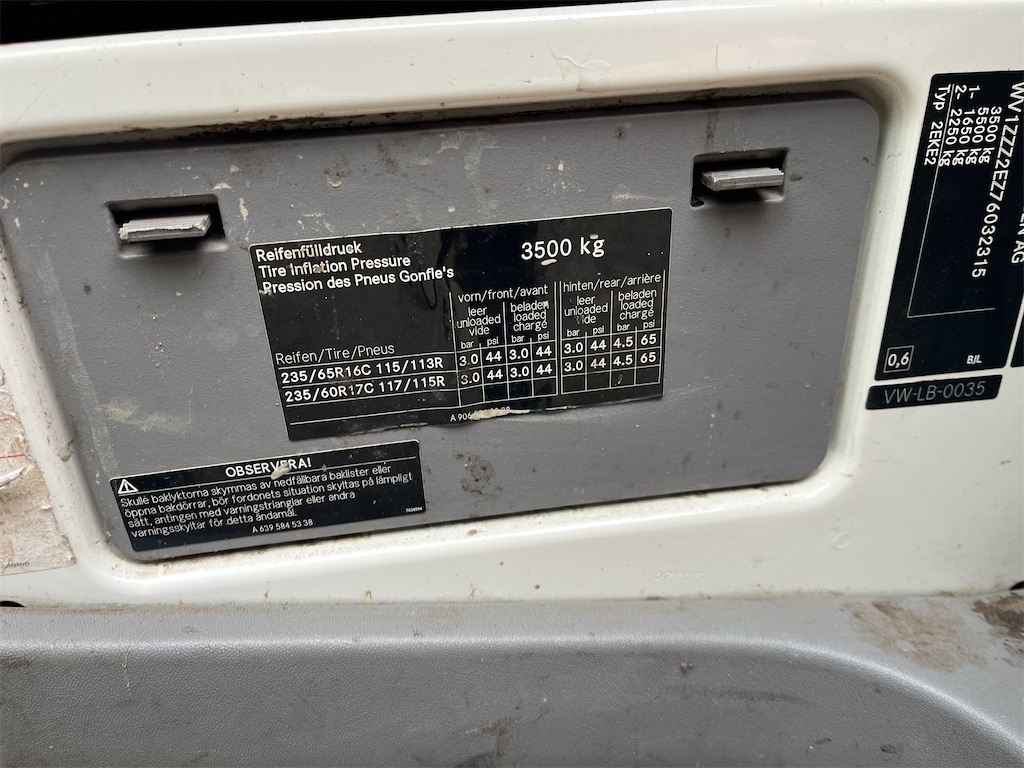 Reifenfülldruck
Tire Inflation Pressure
Pression des Pneus Gonfle's
3500 kg
vorn/front/avant hinten/rear/arrière
leer beladen leer beladen
unloaded loaded unloaded loaded
vide chargé vide chargé
Reifen/Tire/Pneus bar psi bar psi bar psi bar psi
235/65R16C 115/113R 3.0 44 3.0 44 3.0 44 4.5 65
235/60R17C 117/115R 3.0 44 3.0 44 3.0 44 4.5 65
A 906
OBSERVERA!
Skulle baklyktorna skymmas av nedfällbara baklister eller
öppna bakdörrar, bör fordonets situation skyltas på lämpligt
sätt, antingen med varningstrianglar eller andra
varningsskyltar för detta ändamål.
A 639 584 53 38
EN AG
WV1ZZZ2EZ76032315
3500 kg
5500 kg
1- 1650 kg
2- 2250 kg
Typ 2EKE2
0,6 B/L
VW-LB-0035